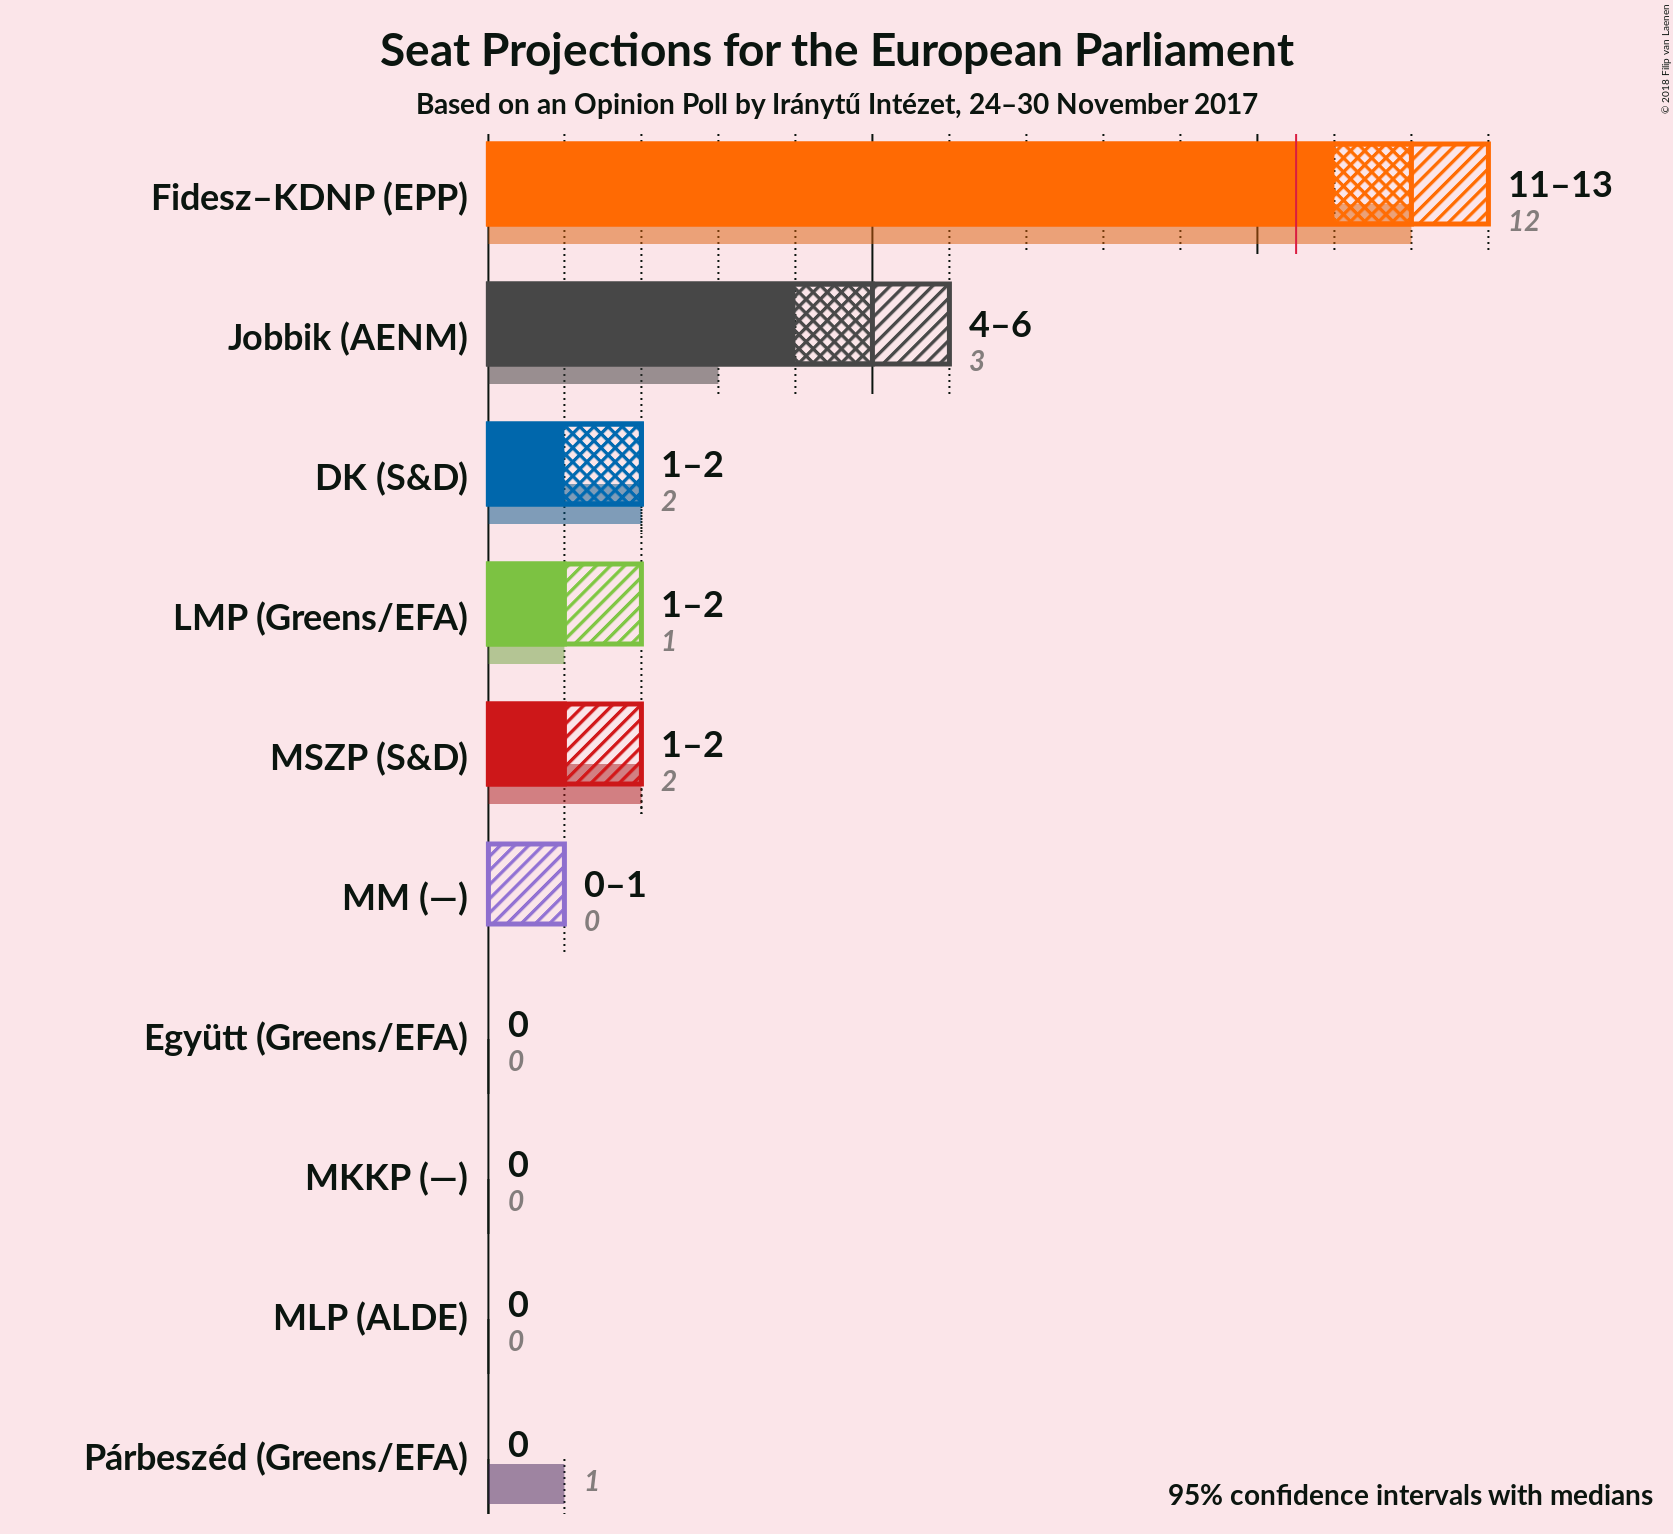 Seat Projections for the European Parliament
Based on an Opinion Poll by Iránytű Intézet, 24–30 November 2017
© 2018 Filip van Laenen
Fidesz–KDNP (EPP)
11–13
12
Jobbik (AENM)
4–6
3
DK (S&D)
1–2
2
LMP (Greens/EFA)
1–2
1
MSZP (S&D)
1–2
2
MM (—)
0–1
0
Együtt (Greens/EFA)
0
0
MKKP (—)
0
0
MLP (ALDE)
0
0
Párbeszéd (Greens/EFA)
0
1
95% confidence intervals with medians